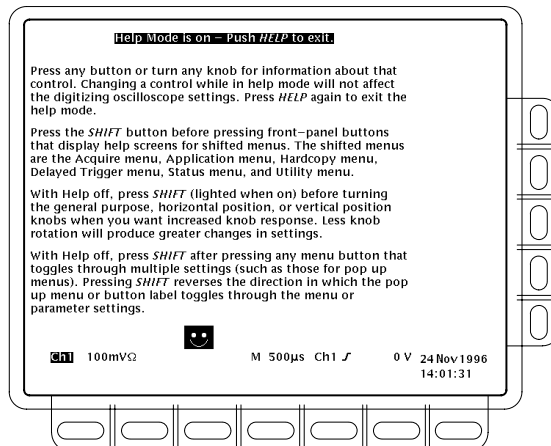 Help Mode is on – Push HELP to exit.
Press any button or turn any knob for information about that
control. Changing a control while in help mode will not affect
the digitizing oscilloscope settings. Press HELP again to exit the
help mode.
Press the SHIFT button before pressing front–panel buttons
that display help screens for shifted menus. The shifted menus
are the Acquire menu, Application menu, Hardcopy menu,
Delayed Trigger menu, Status menu, and Utility menu.
With Help off, press SHIFT (lighted when on) before turning
the general purpose, horizontal position, or vertical position
knobs when you want increased knob response. Less knob
rotation will produce greater changes in settings.
With Help off, press SHIFT after pressing any menu button that
toggles through multiple settings (such as those for pop up
menus). Pressing SHIFT reverses the direction in which the pop
up menu or button label toggles through the menu or
parameter settings.
Ch1 100mVΩ M 500µs Ch1 ʃ 0 V 24 Nov 1996
14:01:31